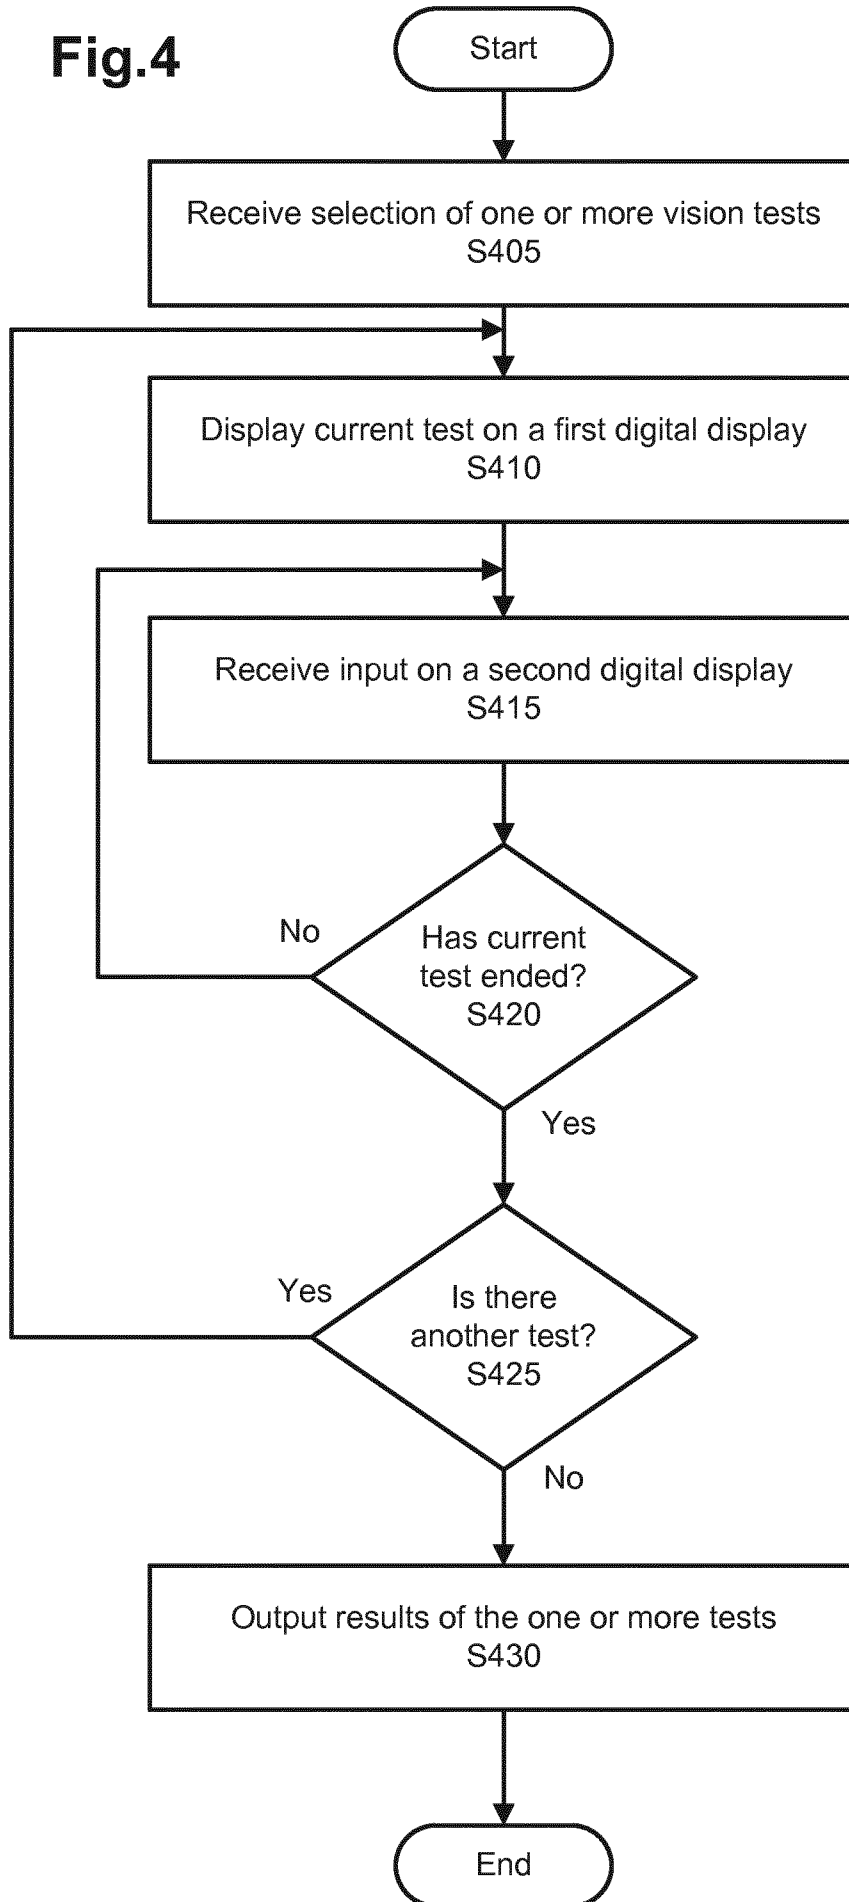 Fig.4
Start
Receive selection of one or more vision tests
S405
Display current test on a first digital display
S410
Receive input on a second digital display
S415
No
Has current
test ended?
S420
Yes
Yes
Is there
another test?
S425
No
Output results of the one or more tests
S430
End